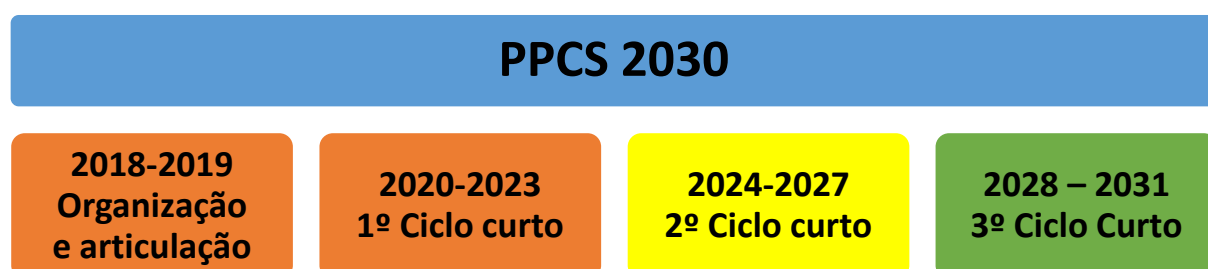 PPCS 2030
2018-2019
Organização
e articulação
2020-2023
1º Ciclo curto
2024-2027
2º Ciclo curto
2028 – 2031
3º Ciclo Curto